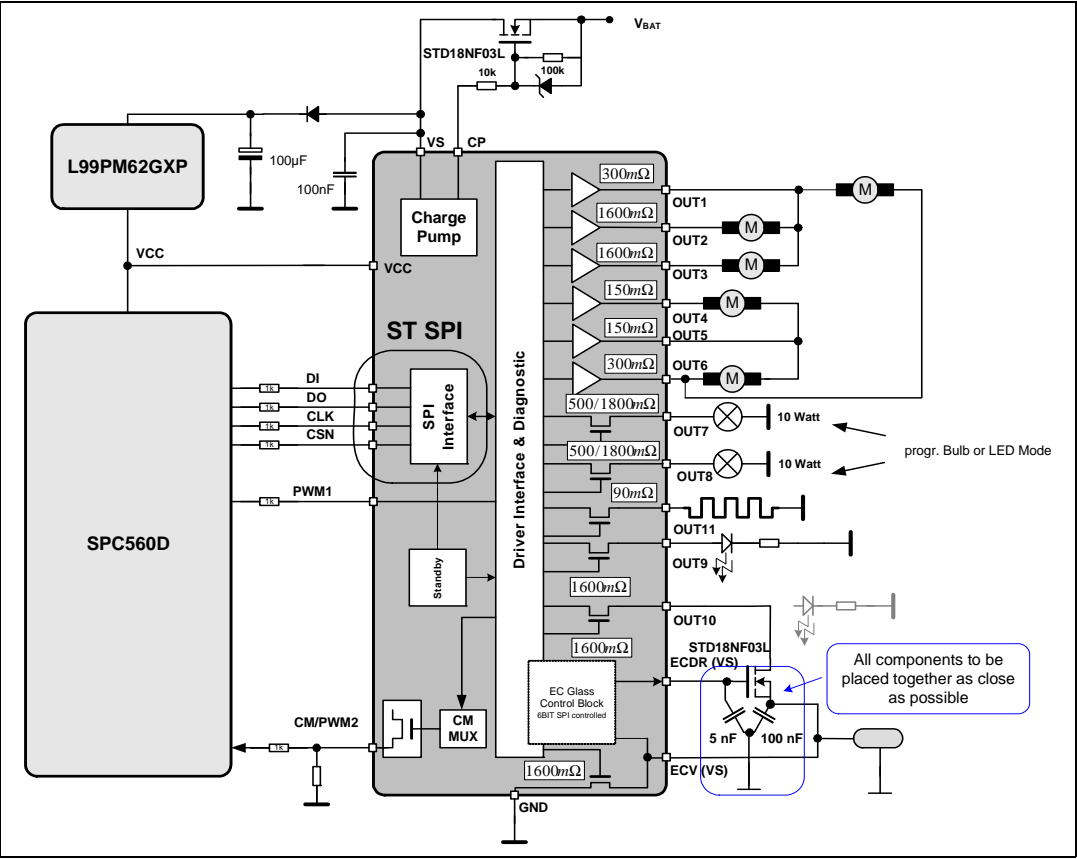 V_BAT
STD18NF03L
10k
100k
VS
CP
L99PM62GXP
100µF
100nF
Charge
Pump
VCC
VCC
300mΩ
OUT1
M
1600mΩ
OUT2
M
1600mΩ
OUT3
M
150mΩ
OUT4
M
150mΩ
OUT5
300mΩ
OUT6
M
ST SPI
DI
1k
DO
1k
CLK
1k
CSN
1k
SPI
Interface
Driver Interface & Diagnostic
500/1800mΩ
OUT7
10 Watt
500/1800mΩ
OUT8
10 Watt
progr. Bulb or LED Mode
PWM1
1k
90mΩ
OUT11
OUT9
SPC560D
Standby
1600mΩ
OUT10
1600mΩ
STD18NF03L
ECDR (VS)
All components to be
placed together as close
as possible
EC Glass
Control Block
6BIT SPI controlled
CM/PWM2
1k
CM
MUX
5 nF
100 nF
1600mΩ
ECV (VS)
GND